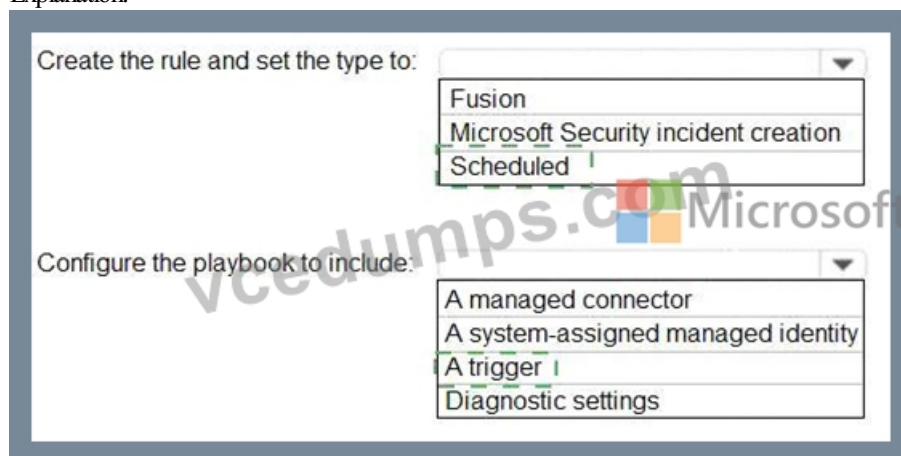 Explanation:
Create the rule and set the type to:
Fusion
Microsoft Security incident creation
Scheduled
vcedumps.com
Microsoft
Configure the playbook to include:
A managed connector
A system-assigned managed identity
A trigger
Diagnostic settings